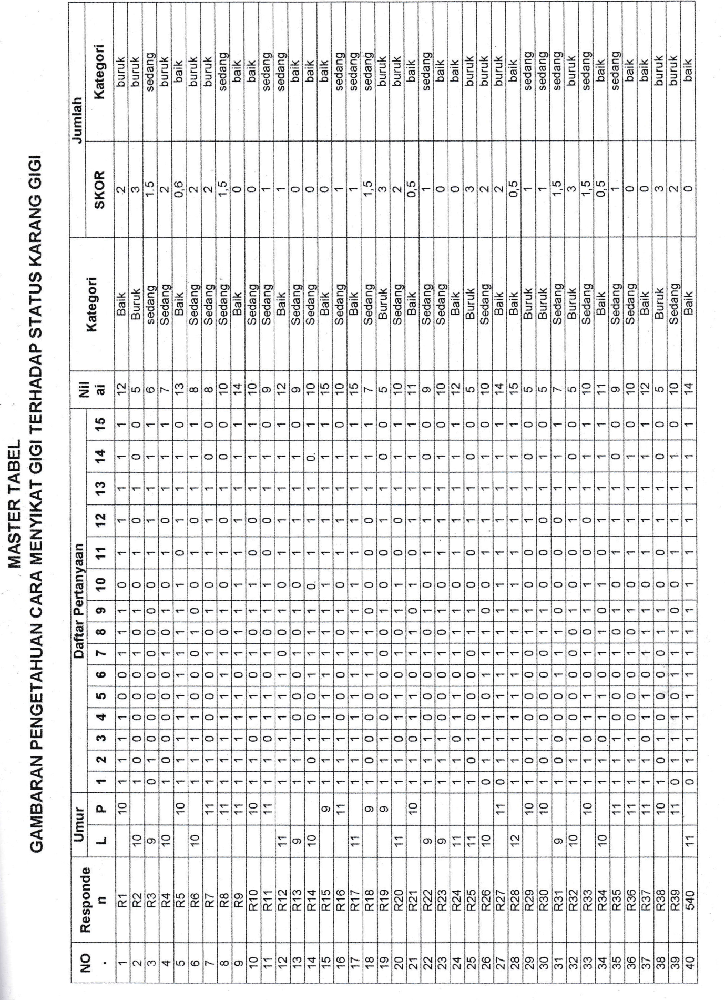 MASTER TABEL
GAMBARAN PENGETAHUAN CARA MENYIKAT GIGI TERHADAP STATUS KARANG GIGI
NO . Responde n Umur Daftar Pertanyaan Nil ai Kategori Jumlah
L P 1 2 3 4 5 6 7 8 9 10 11 12 13 14 15 SKOR Kategori
1 R1 10 1 1 1 1 0 0 1 1 1 0 1 1 1 1 1 12 Baik 2 buruk
2 R2 10 1 0 0 0 0 0 1 0 1 0 1 0 1 0 0 5 Buruk 3 buruk
3 R3 9 0 1 0 0 0 0 0 0 0 0 1 1 1 1 1 6 sedang 1.5 sedang
4 R4 10 1 0 0 0 0 0 1 0 1 0 1 0 1 1 1 7 Sedang 2 buruk
5 R5 10 1 1 1 1 1 1 1 1 1 1 0 1 1 1 0 13 Baik 0,6 baik
6 R6 10 1 1 1 1 0 0 0 1 0 0 1 0 1 1 1 8 Sedang 2 buruk
7 R7 11 1 1 0 0 0 0 1 0 1 0 1 1 1 0 0 8 Sedang 2 buruk
8 R8 11 1 1 1 1 1 1 1 0 1 0 1 0 1 0 0 10 Sedang 1,5 sedang
9 R9 11 1 1 1 1 1 0 1 1 1 1 1 1 1 1 1 14 Baik 0 baik
10 R10 10 1 1 0 1 1 0 1 0 1 1 0 0 1 1 1 10 Sedang 0 baik
11 R11 11 1 1 0 1 1 0 1 0 1 1 0 0 1 1 0 9 Sedang 1 sedang
12 R12 11 1 1 1 1 1 1 0 0 1 0 1 1 1 1 1 12 Baik 1 sedang
13 R13 9 1 1 1 0 0 0 1 0 1 0 1 1 1 1 0 9 Sedang 0 baik
14 R14 10 1 0 1 0 0 1 1 1 1 0. 1 1 1 0. 1 10 Sedang 0 baik
15 R15 9 1 1 1 1 1 1 1 1 1 1 1 1 1 1 1 15 Baik 0 baik
16 R16 11 1 1 1 0 0 0 1 0 1 0 1 1 1 1 0 10 Sedang 1 sedang
17 R17 11 1 1 1 1 1 1 1 1 1 1 1 1 1 1 1 15 Baik 1 sedang
18 R18 9 1 0 0 0 0 1 1 1 0 0 0 0 1 1 1 7 Sedang 1,5 sedang
19 R19 9 1 1 1 0 0 0 0 0 1 0 0 1 1 0 0 5 Buruk 3 buruk
20 R20 11 1 1 0 1 1 0 1 0 1 1 0 0 1 1 1 10 Sedang 2 buruk
21 R21 10 1 1 0 1 1 0 1 1 0 1 0 1 1 1 1 11 Baik 0,5 baik
22 R22 9 1 1 1 0 0 0 1 0 1 0 1 1 1 0 0 9 Sedang 1 sedang
23 R23 9 1 1 1 0 0 1 1 0 1 0 1 1 1 1 0 10 Sedang 0 baik
24 R24 11 1 1 0 1 1 0 1 1 1 0 1 1 1 1 1 12 Baik 0 baik
25 R25 11 1 0 1 0 0 0 0 1 1 0 0 1 1 0 0 5 Buruk 3 buruk
26 R26 10 0 1 1 1 0 1 1 1 0 0 1 1 1 1 0 10 Sedang 2 buruk
27 R27 11 0 1 1 1 1 1 1 1 1 1 1 1 1 1 1 14 Baik 2 buruk
28 R28 12 1 1 1 1 1 1 1 1 1 1 1 1 1 1 1 15 Baik 0,5 baik
29 R29 10 1 0 1 0 0 0 0 1 1 0 0 1 1 0 0 5 Buruk 1 sedang
30 R30 10 1 0 1 0 0 0 0 1 1 0 0 0 1 1 0 5 Buruk 1 sedang
31 R31 9 1 0 0 0 0 1 1 1 0 0 0 0 1 1 1 7 Sedang 1,5 sedang
32 R32 10 1 1 1 0 0 0 0 0 1 0 0 1 1 0 0 5 Buruk 3 buruk
33 R33 10 1 1 0 1 1 0 1 0 1 1 0 0 1 1 1 10 Sedang 1,5 sedang
34 R34 10 1 1 0 1 1 0 1 1 0 1 0 1 1 1 1 11 Baik 0,5 baik
35 R35 11 1 1 1 0 0 0 1 0 1 0 1 1 1 0 0 9 Sedang 1 sedang
36 R36 11 1 1 1 0 0 0 1 0 1 0 1 1 1 1 0 10 Sedang 0 baik
37 R37 11 1 1 0 1 1 0 1 1 1 0 1 1 1 1 1 12 Baik 0 baik
38 R38 10 1 0 1 0 0 0 0 1 1 0 0 1 1 0 0 5 Buruk 3 buruk
39 R39 11 0 1 1 1 0 1 1 1 0 0 1 1 1 1 0 10 Sedang 2 buruk
40 540 11 0 1 1 1 1 1 1 1 1 1 1 1 1 1 1 14 Baik 0 baik